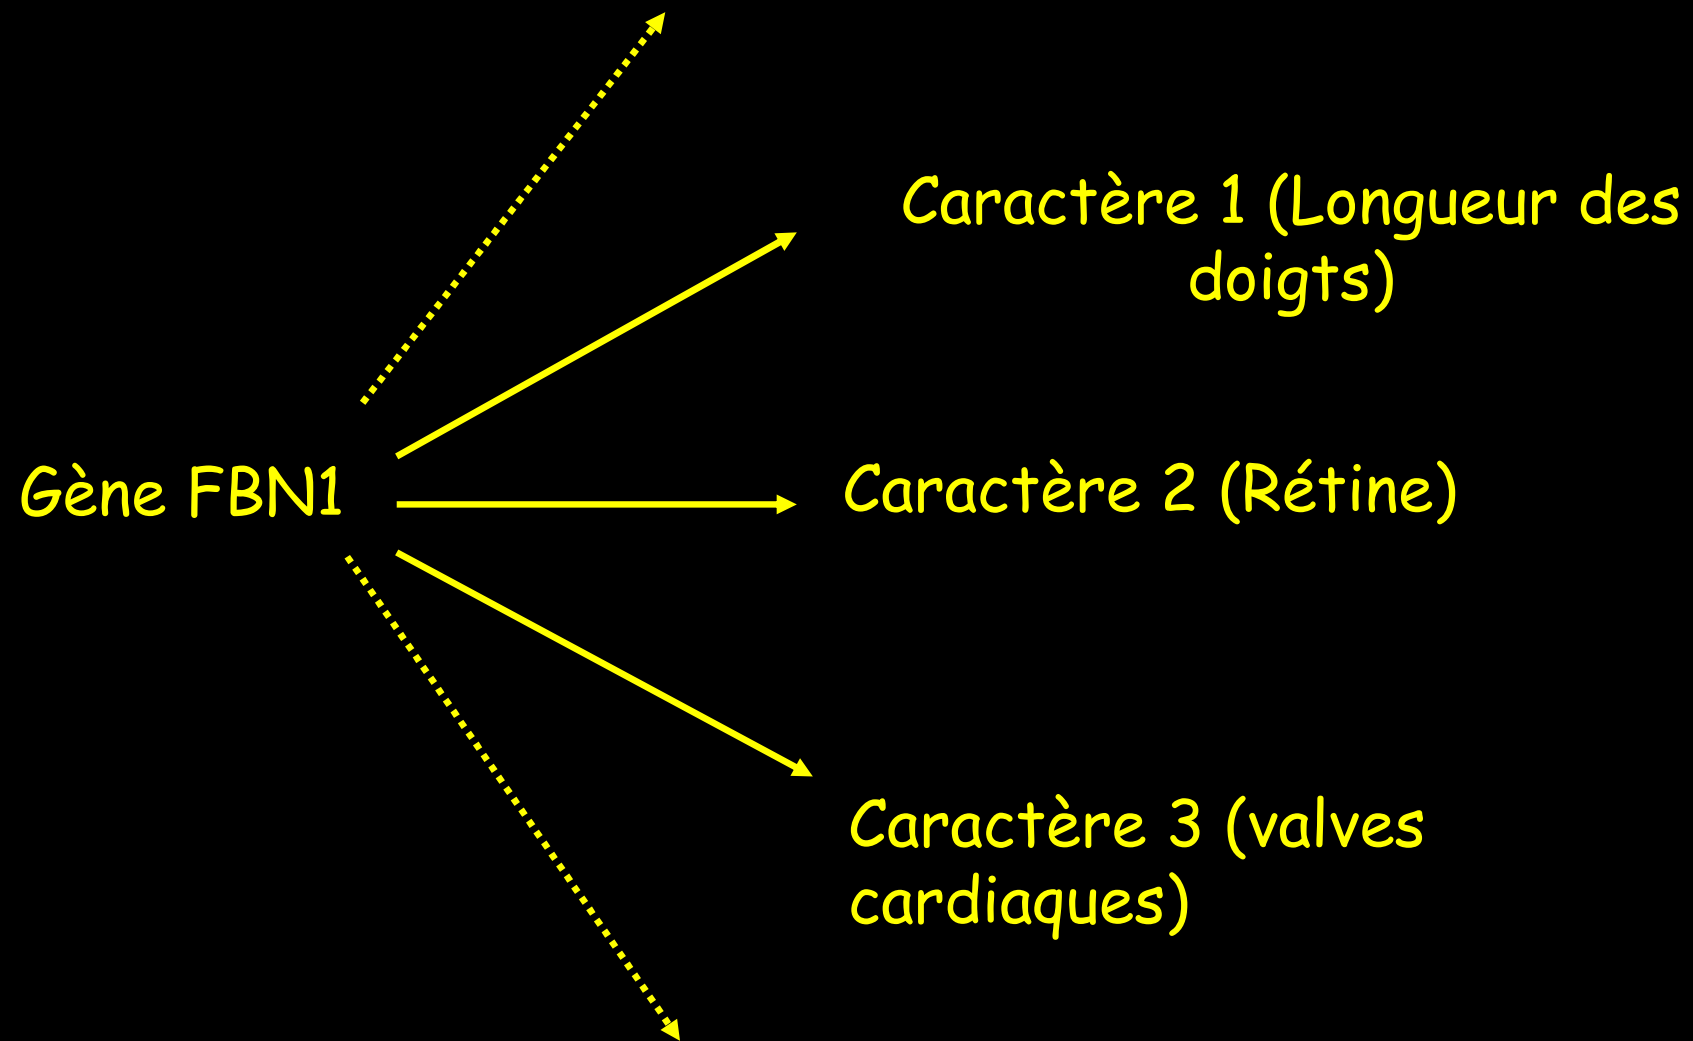 Caractère 1 (Longueur des
doigts)
Gène FBN1
Caractère 2 (Rétine)
Caractère 3 (valves
cardiaques)